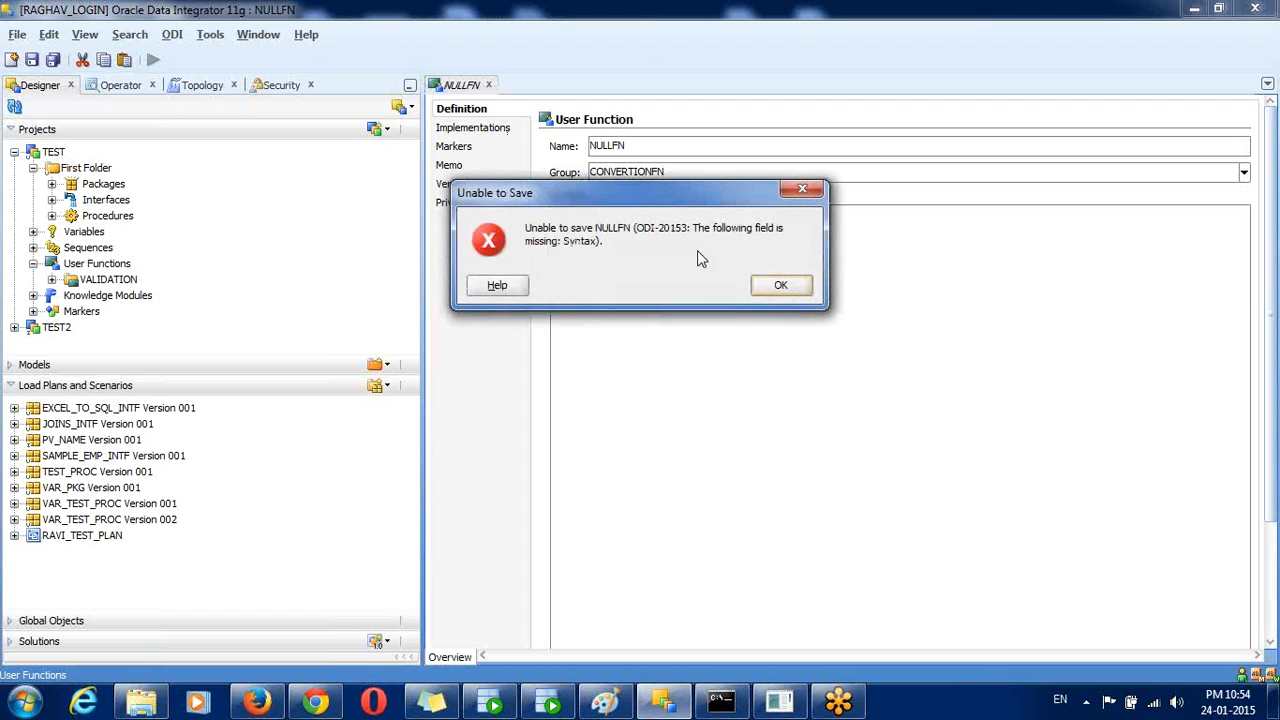 [RAGHAV_LOGIN] Oracle Data Integrator 11g : NULLFN
File Edit View Search ODI Tools Window Help
Designer Operator Topology Security
NULLFN
Projects
TEST
First Folder
Packages
Interfaces
Procedures
Variables
Sequences
User Functions
VALIDATION
Knowledge Modules
Markers
TEST2
Models
Load Plans and Scenarios
EXCEL_TO_SQL_INTF Version 001
JOINS_INTF Version 001
PV_NAME Version 001
SAMPLE_EMP_INTF Version 001
TEST_PROC Version 001
VAR_PKG Version 001
VAR_TEST_PROC Version 001
VAR_TEST_PROC Version 002
RAVI_TEST_PLAN
Global Objects
Solutions
Definition
Implementations
Markers
Memo
User Function
Name: NULLFN
Group: CONVERTIONFN
Unable to Save
Unable to save NULLFN (ODI-20153: The following field is
missing: Syntax).
Help OK
Overview
User Functions
EN
PM 10:54
24-01-2015